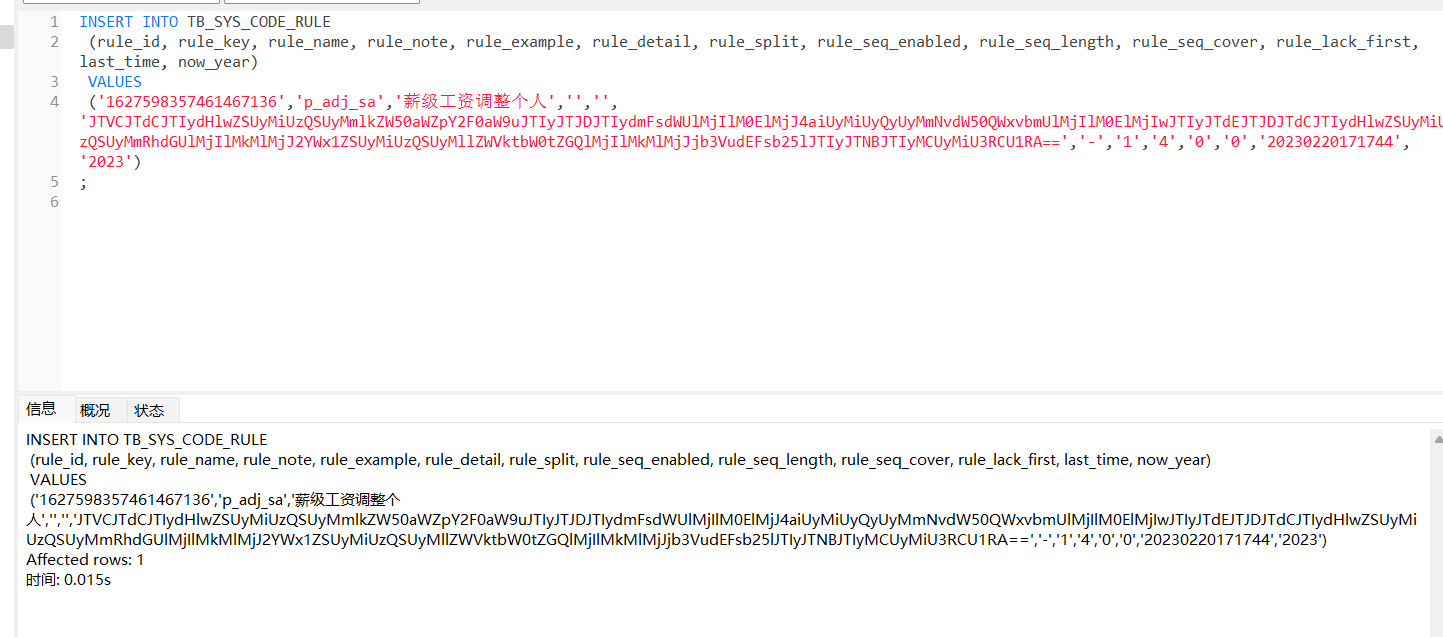 1 INSERT INTO TB_SYS_CODE_RULE
2 (rule_id, rule_key, rule_name, rule_note, rule_example, rule_detail, rule_split, rule_seq_enabled, rule_seq_length, rule_seq_cover, rule_lack_first,
last_time, now_year)
3 VALUES
4 ('1627598357461467136','p_adj_sa','薪级工资调整个人','','',
'JTVCJTdCJTIydHlwZSUyMiUzQSUyMmlkZW50aWZpY2F0aW9uJTIyJTJDJTIydmFsdWUlMjIlM0ElMjJ4aiUyMiUyQyUyMmNvdW50QWxvbmUlMjIlM0ElMjIwJTIyJTdEJTJDJTdCJTIydHlwZSUyMiU
zQSUyMmRhdGUlMjIlMkMlMjJ2YWx1ZSUyMiUzQSUyMllZWVktbW0tZGQlMjIlMkMlMjJjb3VudEFsb25lJTIyJTNBJTIyMCUyMiU3RCU1RA==','-','1','4','0','0','20230220171744',
'2023')
5 ;
6
信息 概况 状态
INSERT INTO TB_SYS_CODE_RULE
(rule_id, rule_key, rule_name, rule_note, rule_example, rule_detail, rule_split, rule_seq_enabled, rule_seq_length, rule_seq_cover, rule_lack_first, last_time, now_year)
VALUES
('1627598357461467136','p_adj_sa','薪级工资调整个
人','','','JTVCJTdCJTIydHlwZSUyMiUzQSUyMmlkZW50aWZpY2F0aW9uJTIyJTJDJTIydmFsdWUlMjIlM0ElMjJ4aiUyMiUyQyUyMmNvdW50QWxvbmUlMjIlM0ElMjIwJTIyJTdEJTJDJTdCJTIydHlwZSUyMi
UzQSUyMmRhdGUlMjIlMkMlMjJ2YWx1ZSUyMiUzQSUyMllZWVktbW0tZGQlMjIlMkMlMjJjb3VudEFsb25lJTIyJTNBJTIyMCUyMiU3RCU1RA==','-','1','4','0','0','20230220171744','2023')
Affected rows: 1
时间: 0.015s